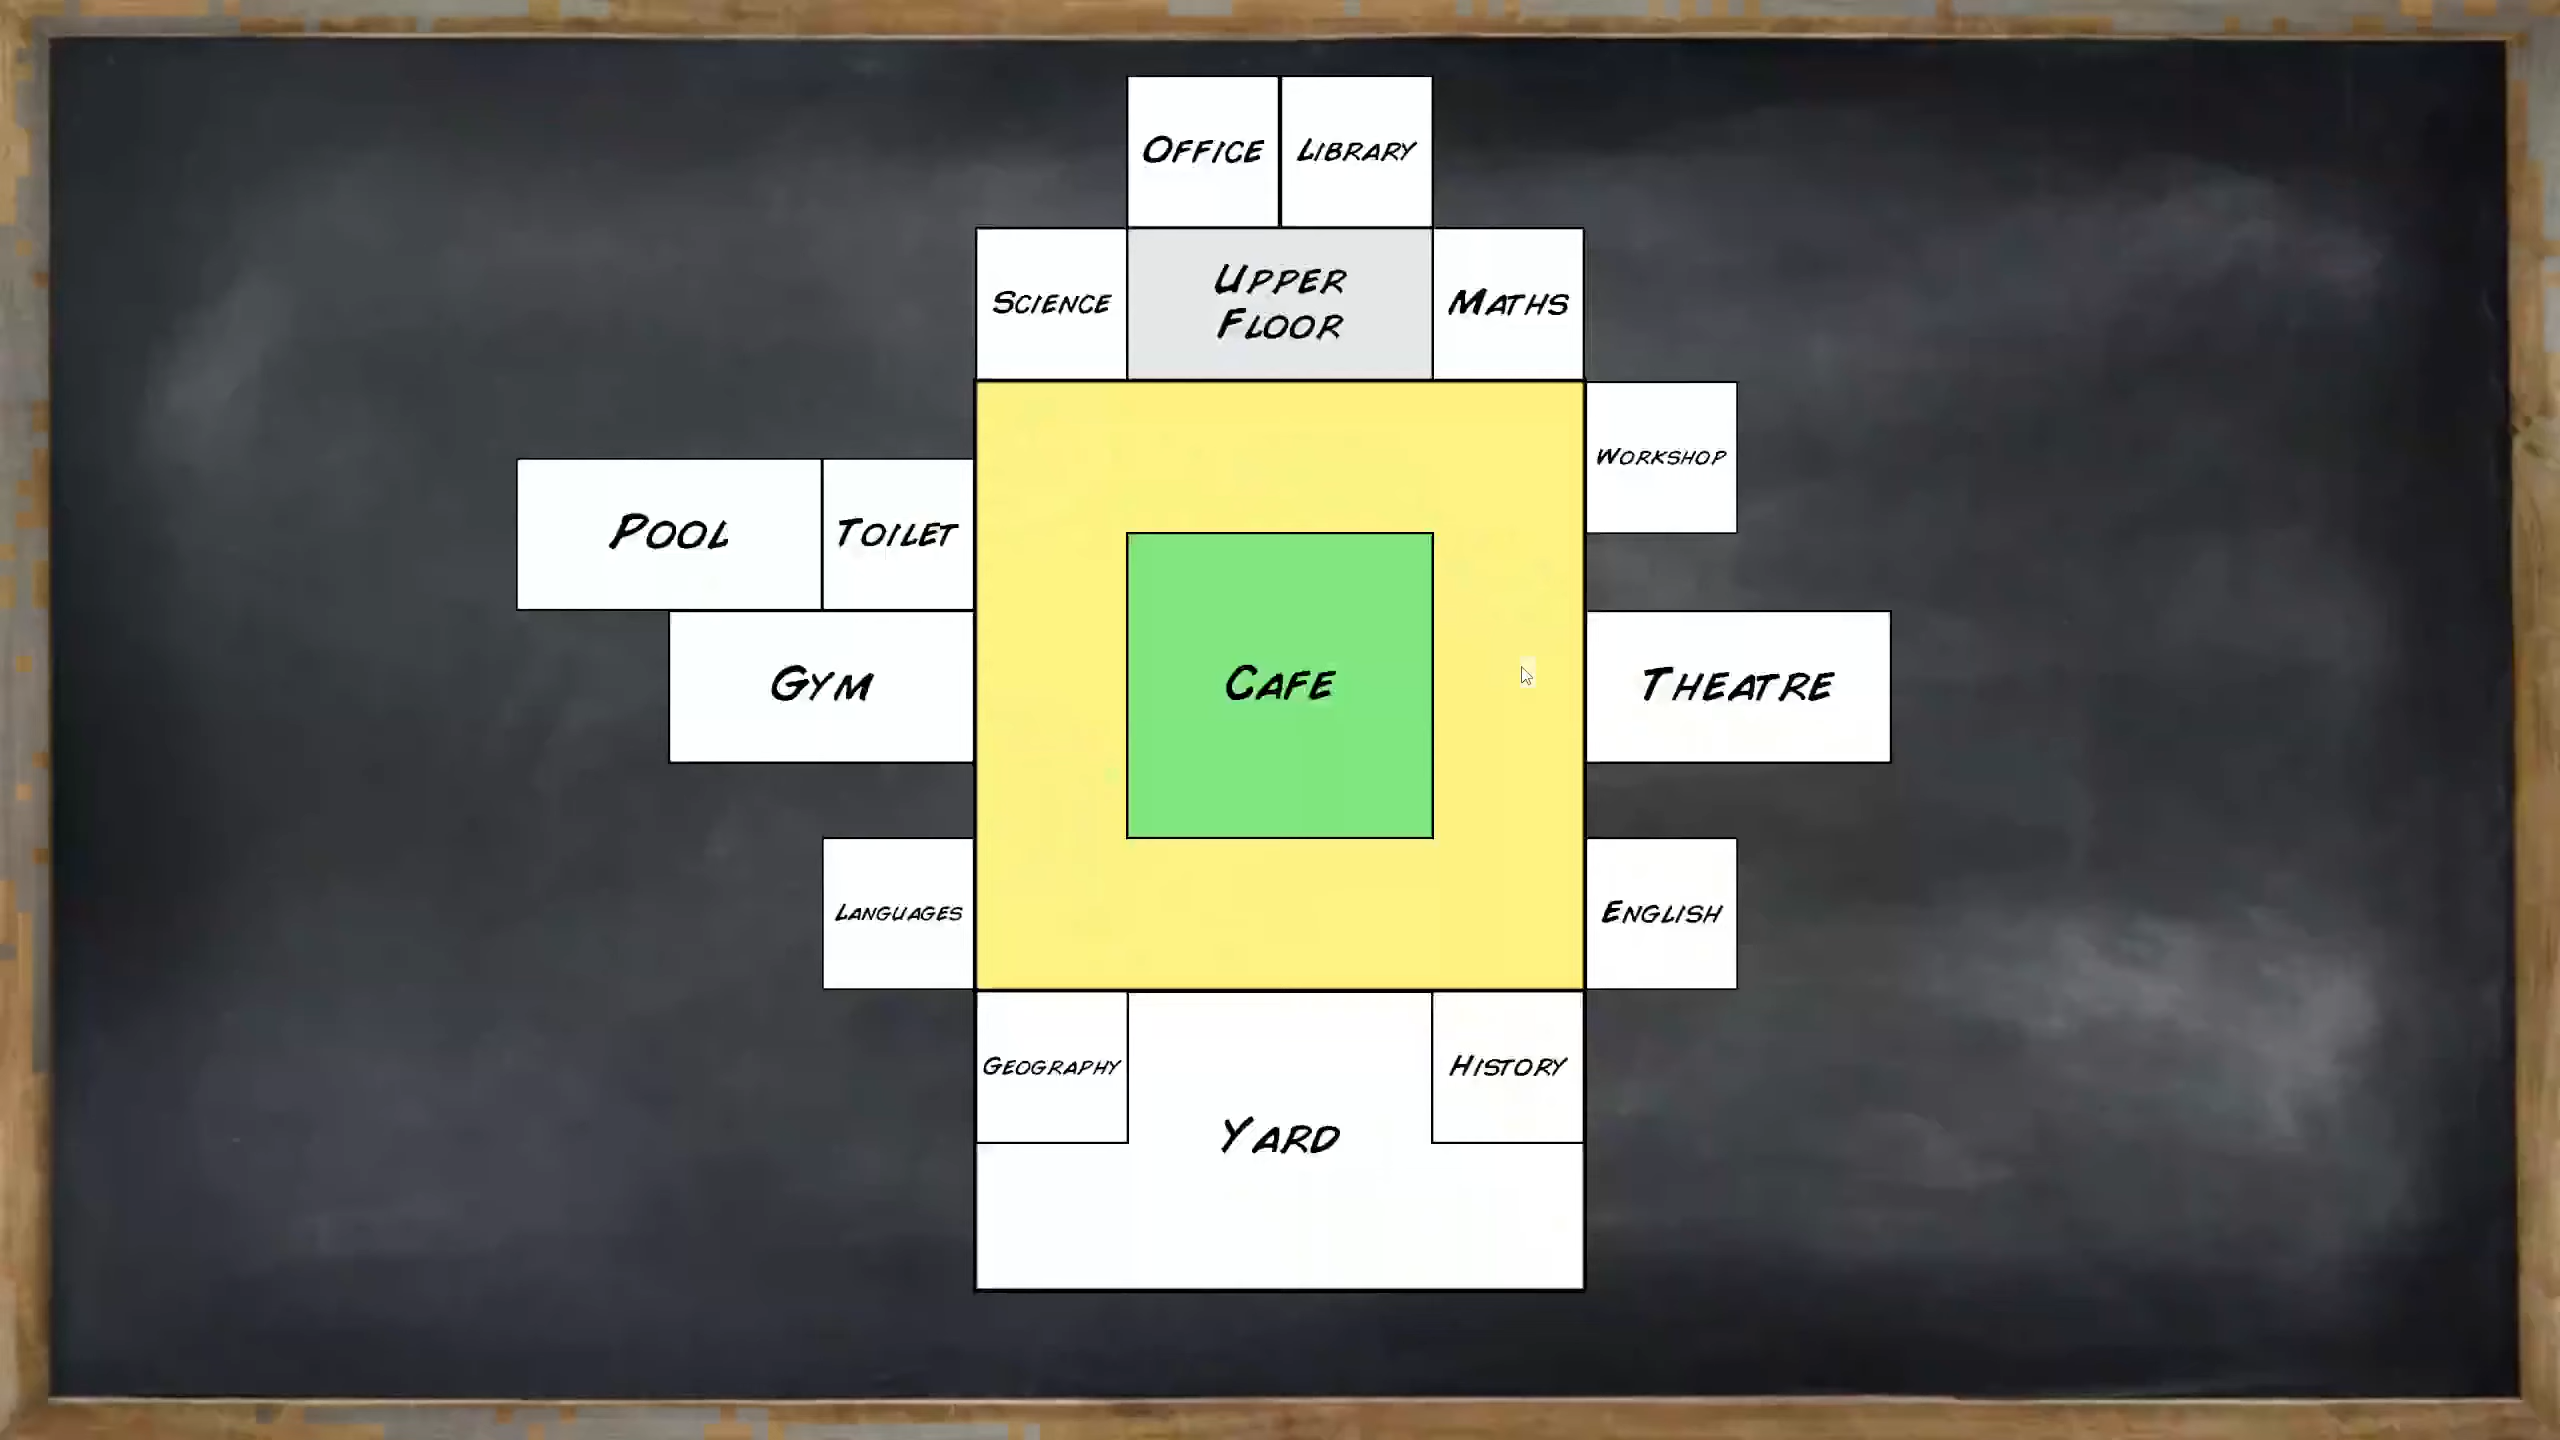 Office
Library
Science
Upper
Floor
Maths
Workshop
Pool
Toilet
Gym
Cafe
Theatre
Languages
English
Geography
History
Yard